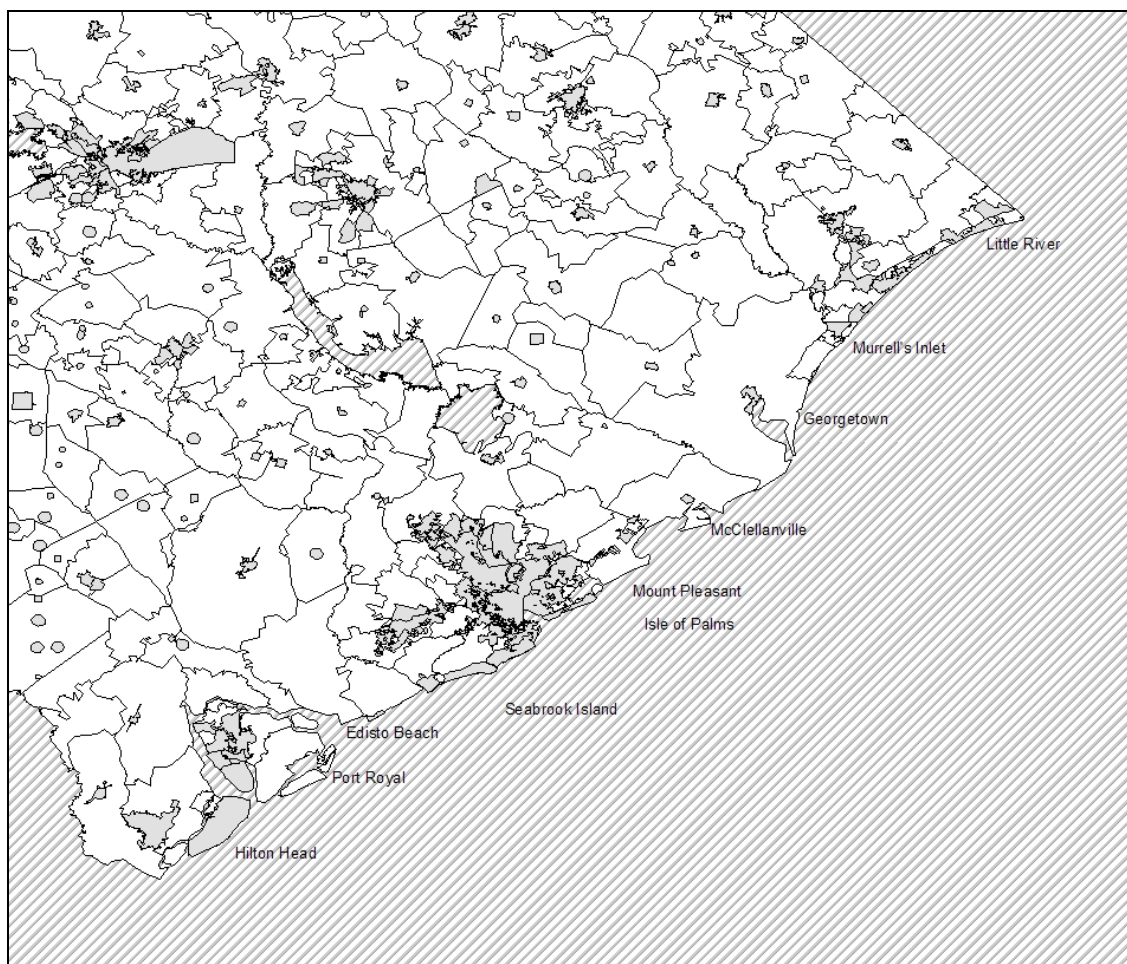 Little River
Murrell's Inlet
Georgetown
McClellanville
Mount Pleasant
Isle of Palms
Seabrook Island
Edisto Beach
Port Royal
Hilton Head